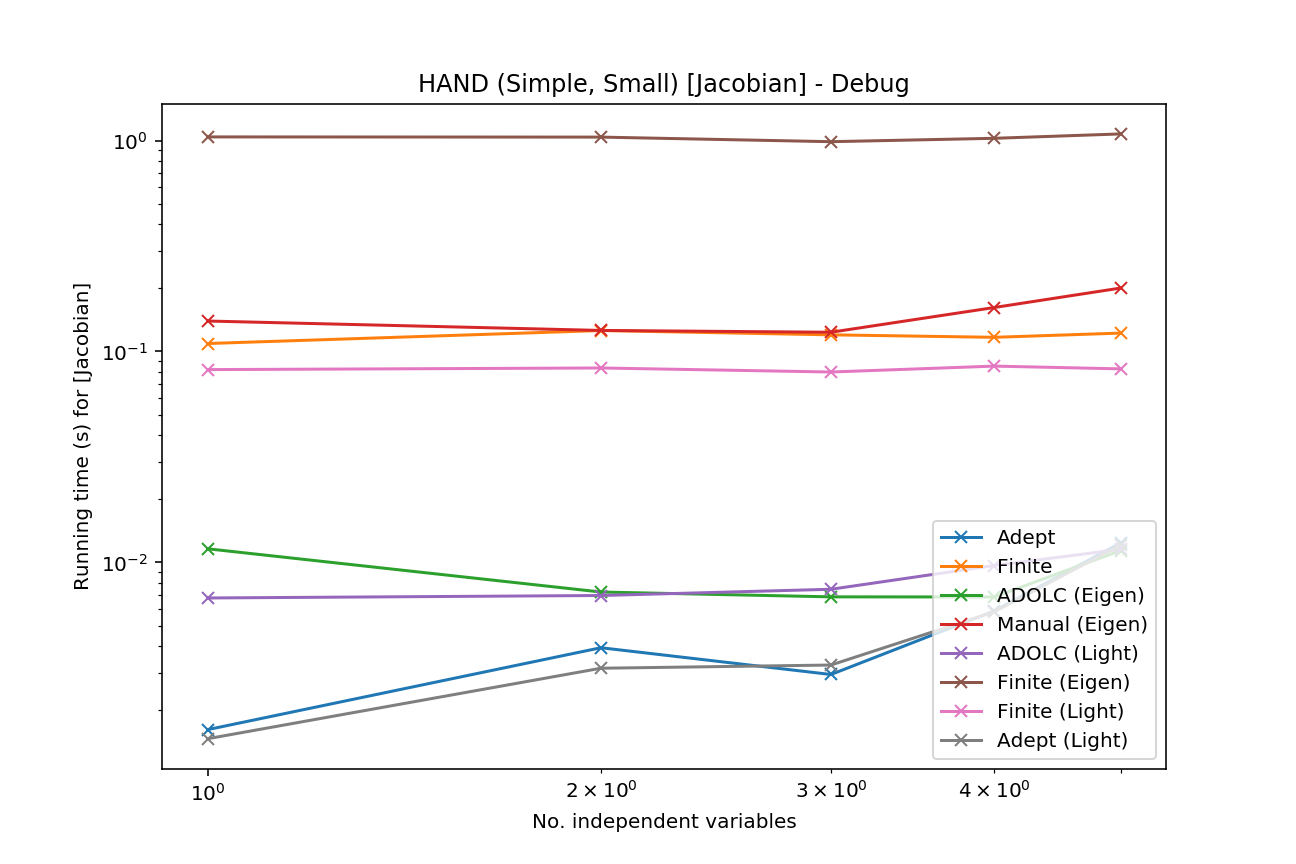 HAND (Simple, Small) [Jacobian] - Debug
Running time (s) for [Jacobian]
10⁰
10⁻¹
10⁻²
Adept
Finite
ADOLC (Eigen)
Manual (Eigen)
ADOLC (Light)
Finite (Eigen)
Finite (Light)
Adept (Light)
10⁰ 2 × 10⁰ 3 × 10⁰ 4 × 10⁰
No. independent variables